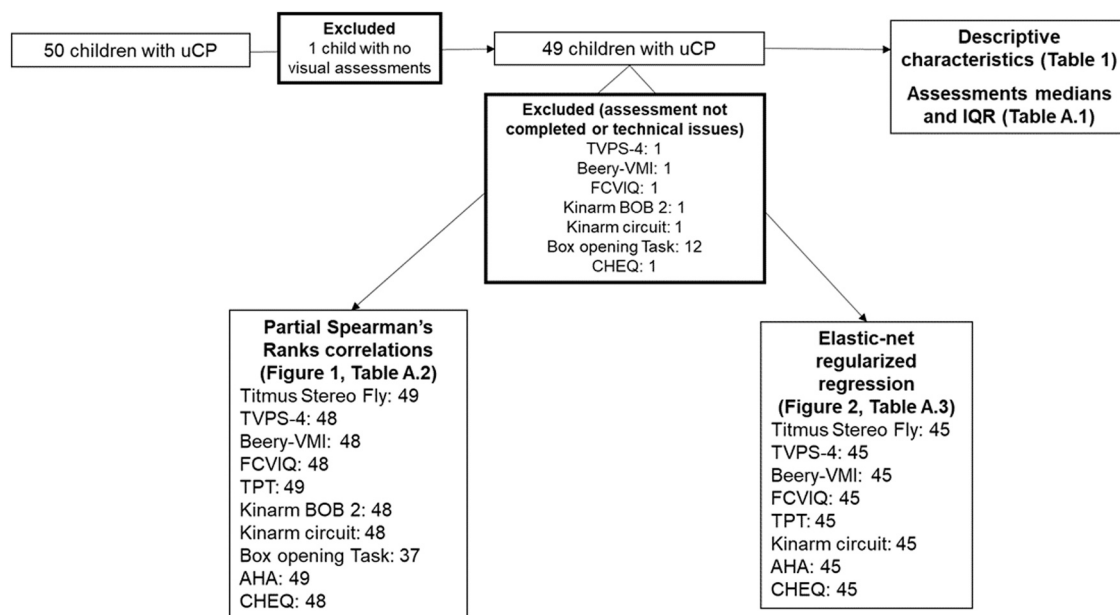 50 children with uCP
Excluded
1 child with no
visual assessments
49 children with uCP
Descriptive
characteristics (Table 1)
Assessments medians
and IQR (Table A.1)
Excluded (assessment not
completed or technical issues)
TVPS-4: 1
Beery-VMI: 1
FCVIQ: 1
Kinarm BOB 2: 1
Kinarm circuit: 1
Box opening Task: 12
CHEQ: 1
Partial Spearman's
Ranks correlations
(Figure 1, Table A.2)
Titmus Stereo Fly: 49
TVPS-4: 48
Beery-VMI: 48
FCVIQ: 48
TPT: 49
Kinarm BOB 2: 48
Kinarm circuit: 48
Box opening Task: 37
AHA: 49
CHEQ: 48
Elastic-net
regularized
regression
(Figure 2, Table A.3)
Titmus Stereo Fly: 45
TVPS-4: 45
Beery-VMI: 45
FCVIQ: 45
TPT: 45
Kinarm circuit: 45
AHA: 45
CHEQ: 45